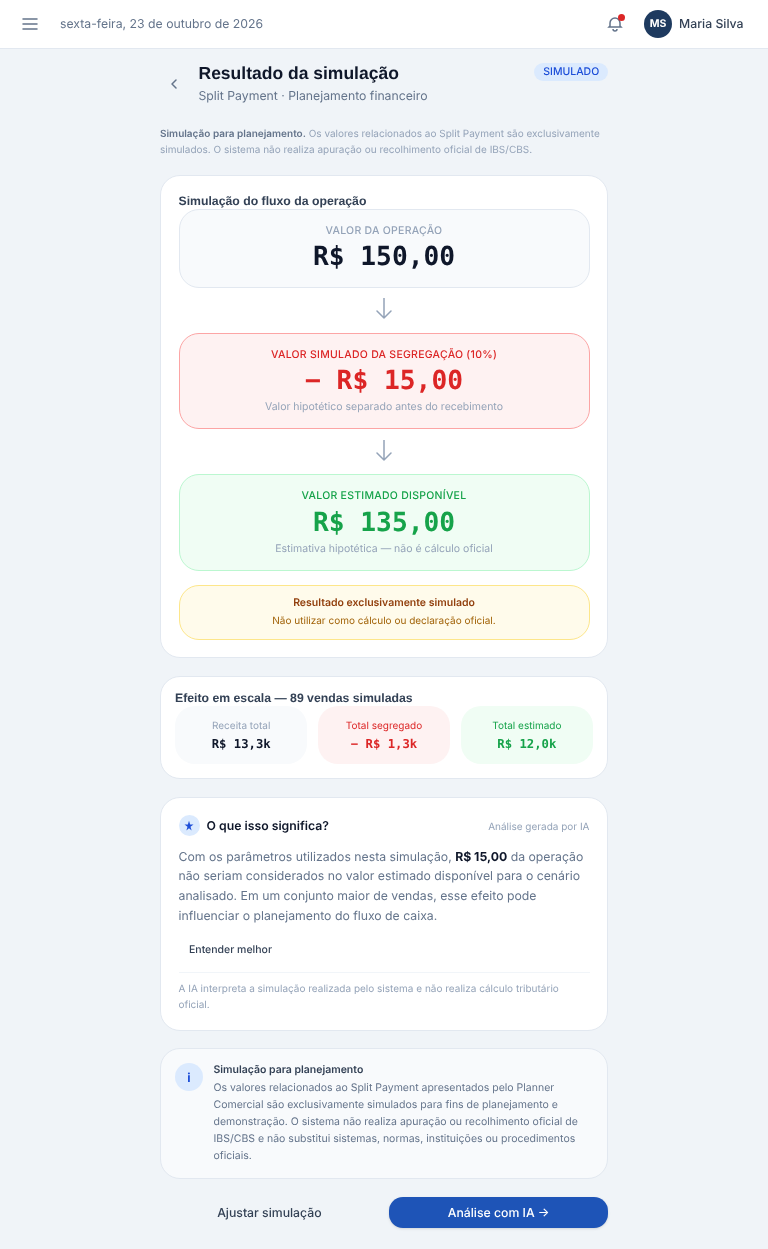 sexta-feira, 23 de outubro de 2026
MS
Maria Silva
Resultado da simulação
SIMULADO
Split Payment · Planejamento financeiro
Simulação para planejamento. Os valores relacionados ao Split Payment são exclusivamente
simulados. O sistema não realiza apuração ou recolhimento oficial de IBS/CBS.
Simulação do fluxo da operação
VALOR DA OPERAÇÃO
R$ 150,00
VALOR SIMULADO DA SEGREGAÇÃO (10%)
− R$ 15,00
Valor hipotético separado antes do recebimento
VALOR ESTIMADO DISPONÍVEL
R$ 135,00
Estimativa hipotética — não é cálculo oficial
Resultado exclusivamente simulado
Não utilizar como cálculo ou declaração oficial.
Efeito em escala — 89 vendas simuladas
Receita total
R$ 13,3k
Total segregado
− R$ 1,3k
Total estimado
R$ 12,0k
O que isso significa?
Análise gerada por IA
Com os parâmetros utilizados nesta simulação, R$ 15,00 da operação
não seriam considerados no valor estimado disponível para o cenário
analisado. Em um conjunto maior de vendas, esse efeito pode
influenciar o planejamento do fluxo de caixa.
Entender melhor
A IA interpreta a simulação realizada pelo sistema e não realiza cálculo tributário
oficial.
i
Simulação para planejamento
Os valores relacionados ao Split Payment apresentados pelo Planner
Comercial são exclusivamente simulados para fins de planejamento e
demonstração. O sistema não realiza apuração ou recolhimento oficial de
IBS/CBS e não substitui sistemas, normas, instituições ou procedimentos
oficiais.
Ajustar simulação
Análise com IA →